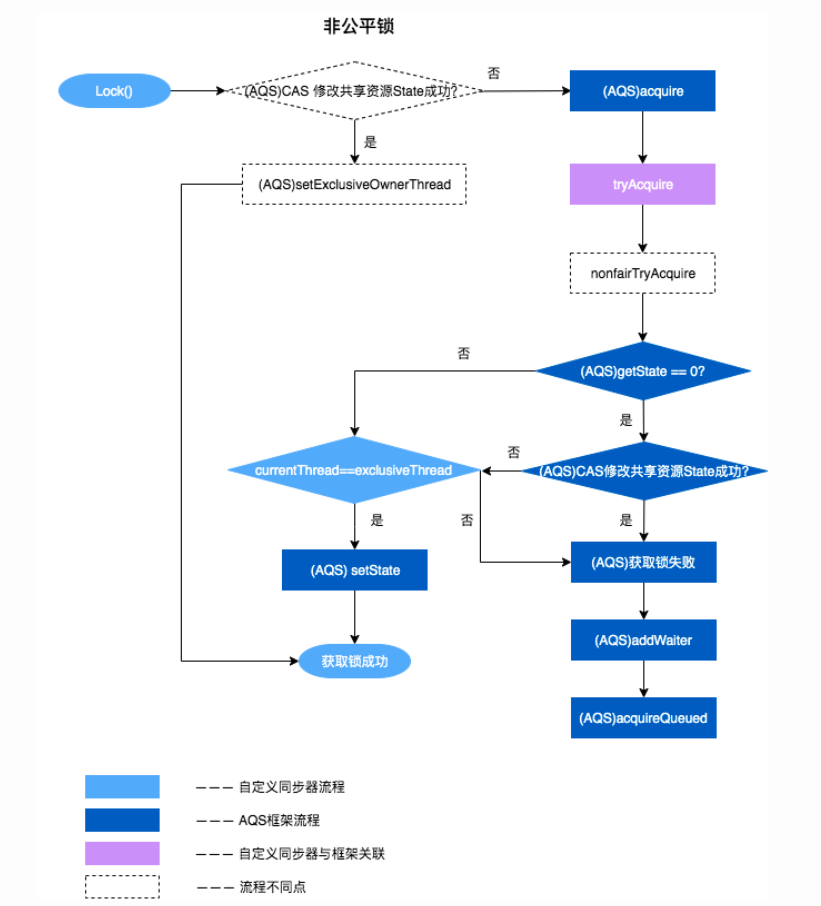 非公平锁
Lock()
(AQS)CAS 修改共享资源State成功?
否
(AQS)acquire
是
(AQS)setExclusiveOwnerThread
tryAcquire
nonfairTryAcquire
否
(AQS)getState == 0?
是
currentThread==exclusiveThread
否
(AQS)CAS修改共享资源State成功?
是
否
是
(AQS) setState
(AQS)获取锁失败
(AQS)addWaiter
获取锁成功
(AQS)acquireQueued
——— 自定义同步器流程
——— AQS框架流程
——— 自定义同步器与框架关联
——— 流程不同点